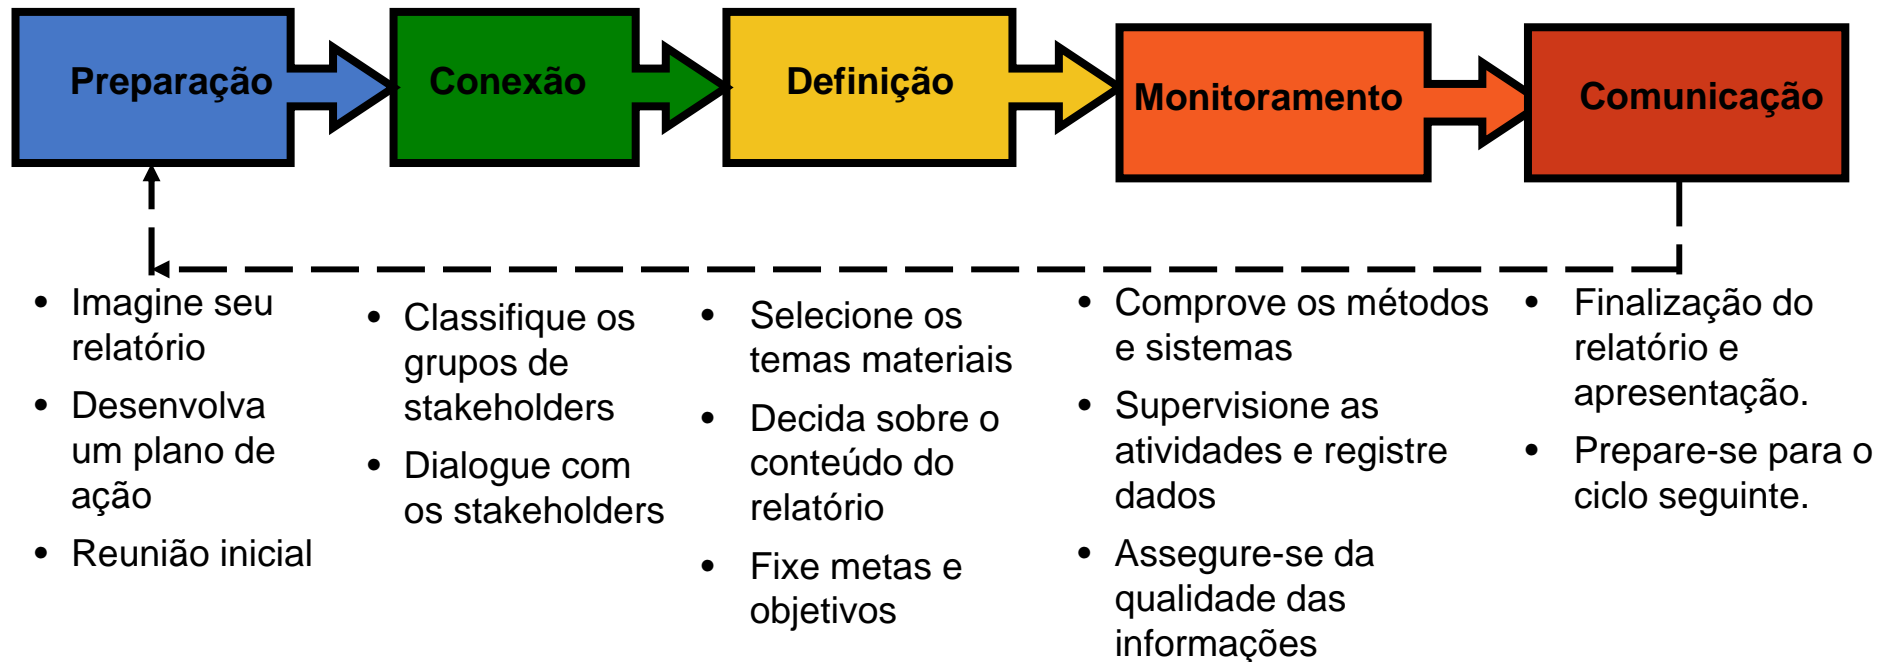 Preparação
Conexão
Definição
Monitoramento
Comunicação
• Imagine seu
relatório
• Desenvolva
um plano de
ação
• Reunião inicial
• Classifique os
grupos de
stakeholders
• Dialogue com
os stakeholders
• Selecione os
temas materiais
• Decida sobre o
conteúdo do
relatório
• Fixe metas e
objetivos
• Comprove os métodos
e sistemas
• Supervisione as
atividades e registre
dados
• Assegure-se da
qualidade das
informações
• Finalização do
relatório e
apresentação.
• Prepare-se para o
ciclo seguinte.